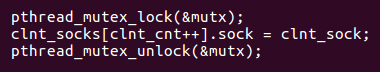 pthread_mutex_lock(&mutx);
clnt_socks[clnt_cnt++].sock = clnt_sock;
pthread_mutex_unlock(&mutx);